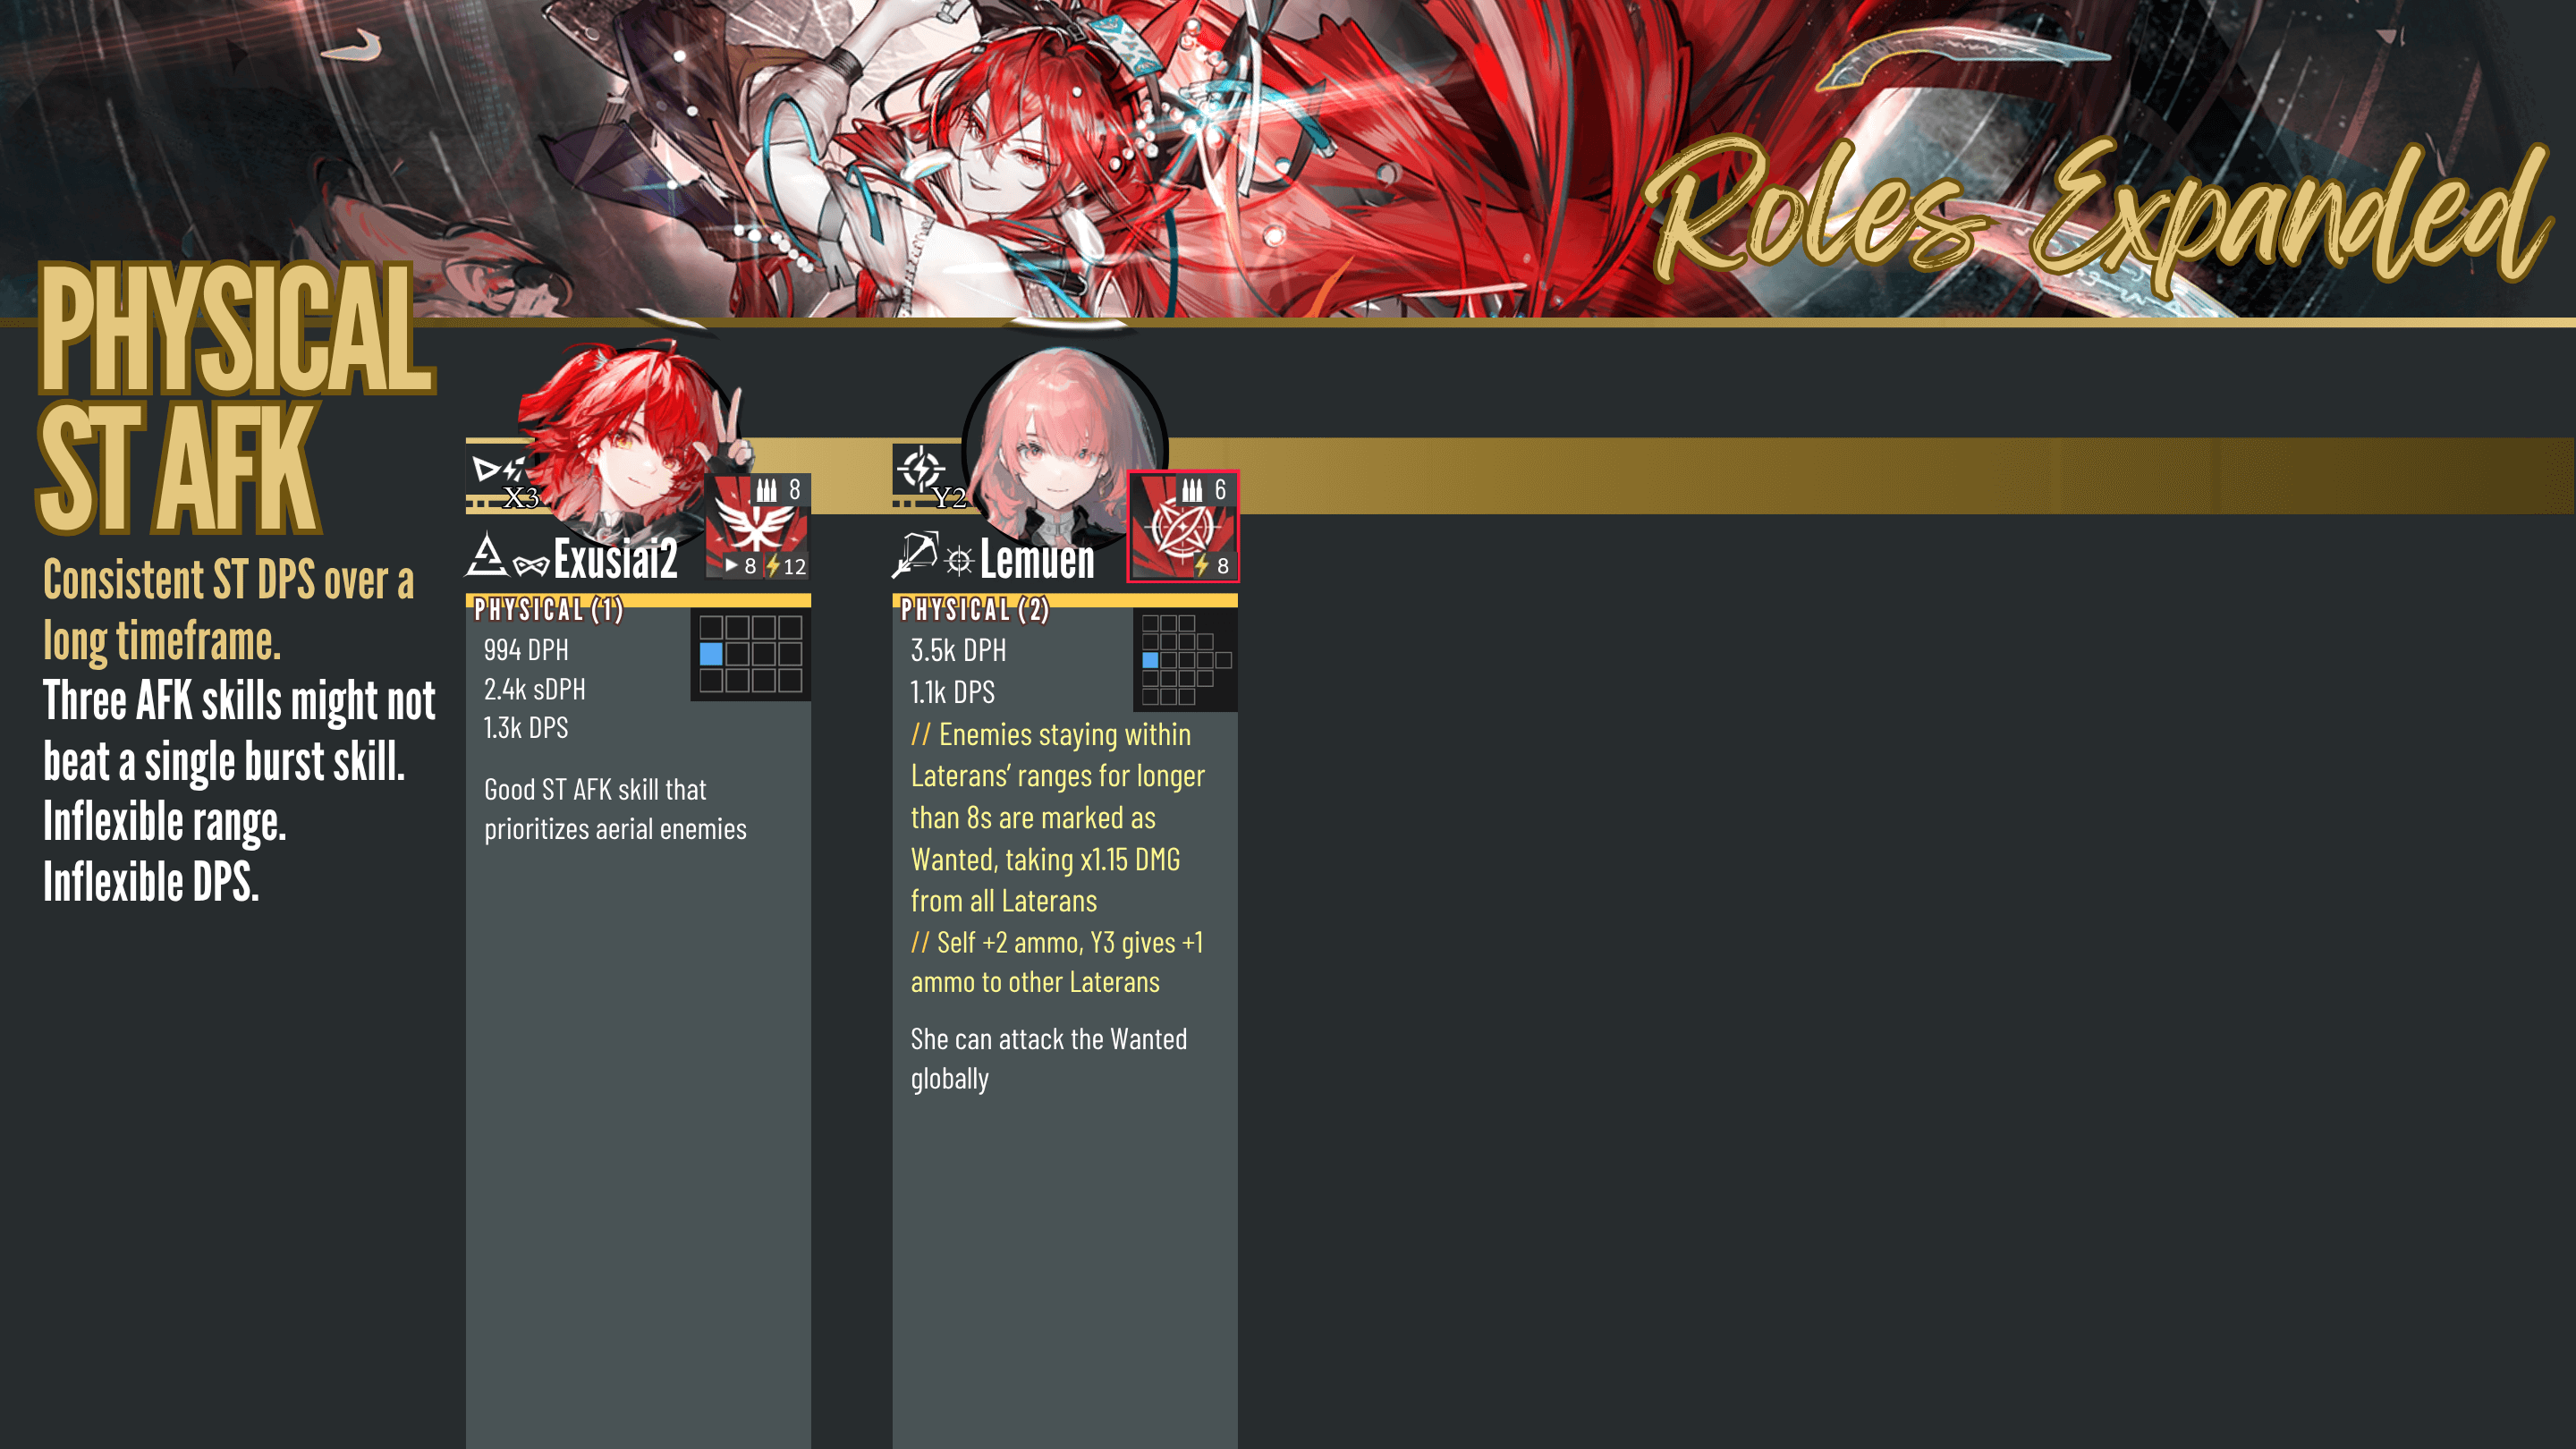 Roles Expanded
PHYSICAL
ST AFK
Consistent ST DPS over a
long timeframe.
Three AFK skills might not
beat a single burst skill.
Inflexible range.
Inflexible DPS.
X3
8
8 12
Exusiai2
PHYSICAL (1)
994 DPH
2.4k sDPH
1.3k DPS
Good ST AFK skill that
prioritizes aerial enemies
Y2
6
8
Lemuen
PHYSICAL (2)
3.5k DPH
1.1k DPS
// Enemies staying within
Laterans’ ranges for longer
than 8s are marked as
Wanted, taking x1.15 DMG
from all Laterans
// Self +2 ammo, Y3 gives +1
ammo to other Laterans
She can attack the Wanted
globally